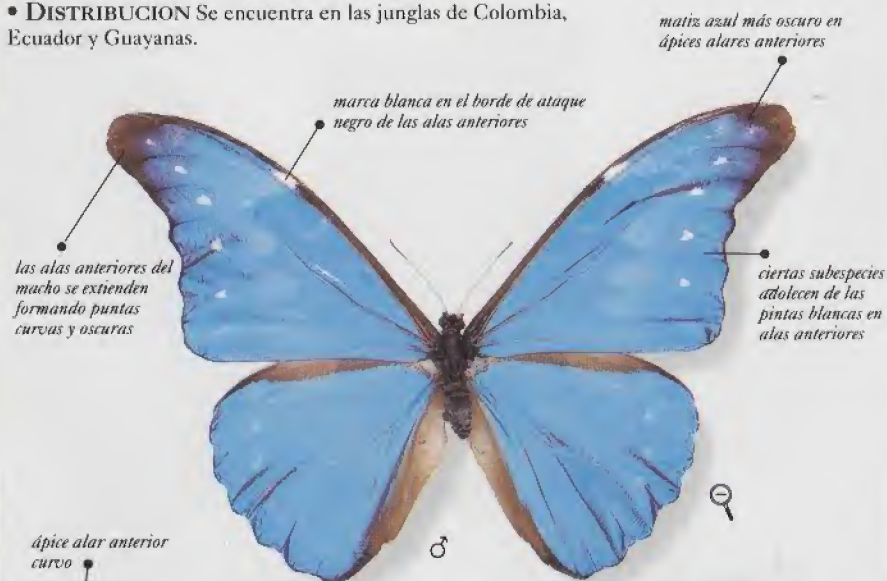 • DISTRIBUCION Se encuentra en las junglas de Colombia,
Ecuador y Guayanas.
matiz azul más oscuro en
ápices alares anteriores
marca blanca en el borde de ataque
negro de las alas anteriores
las alas anteriores del
macho se extienden
formando puntas
curvas y oscuras
ciertas subespecies
adolecen de las
pintas blancas en
alas anteriores
ápice alar anterior
curvo
♂